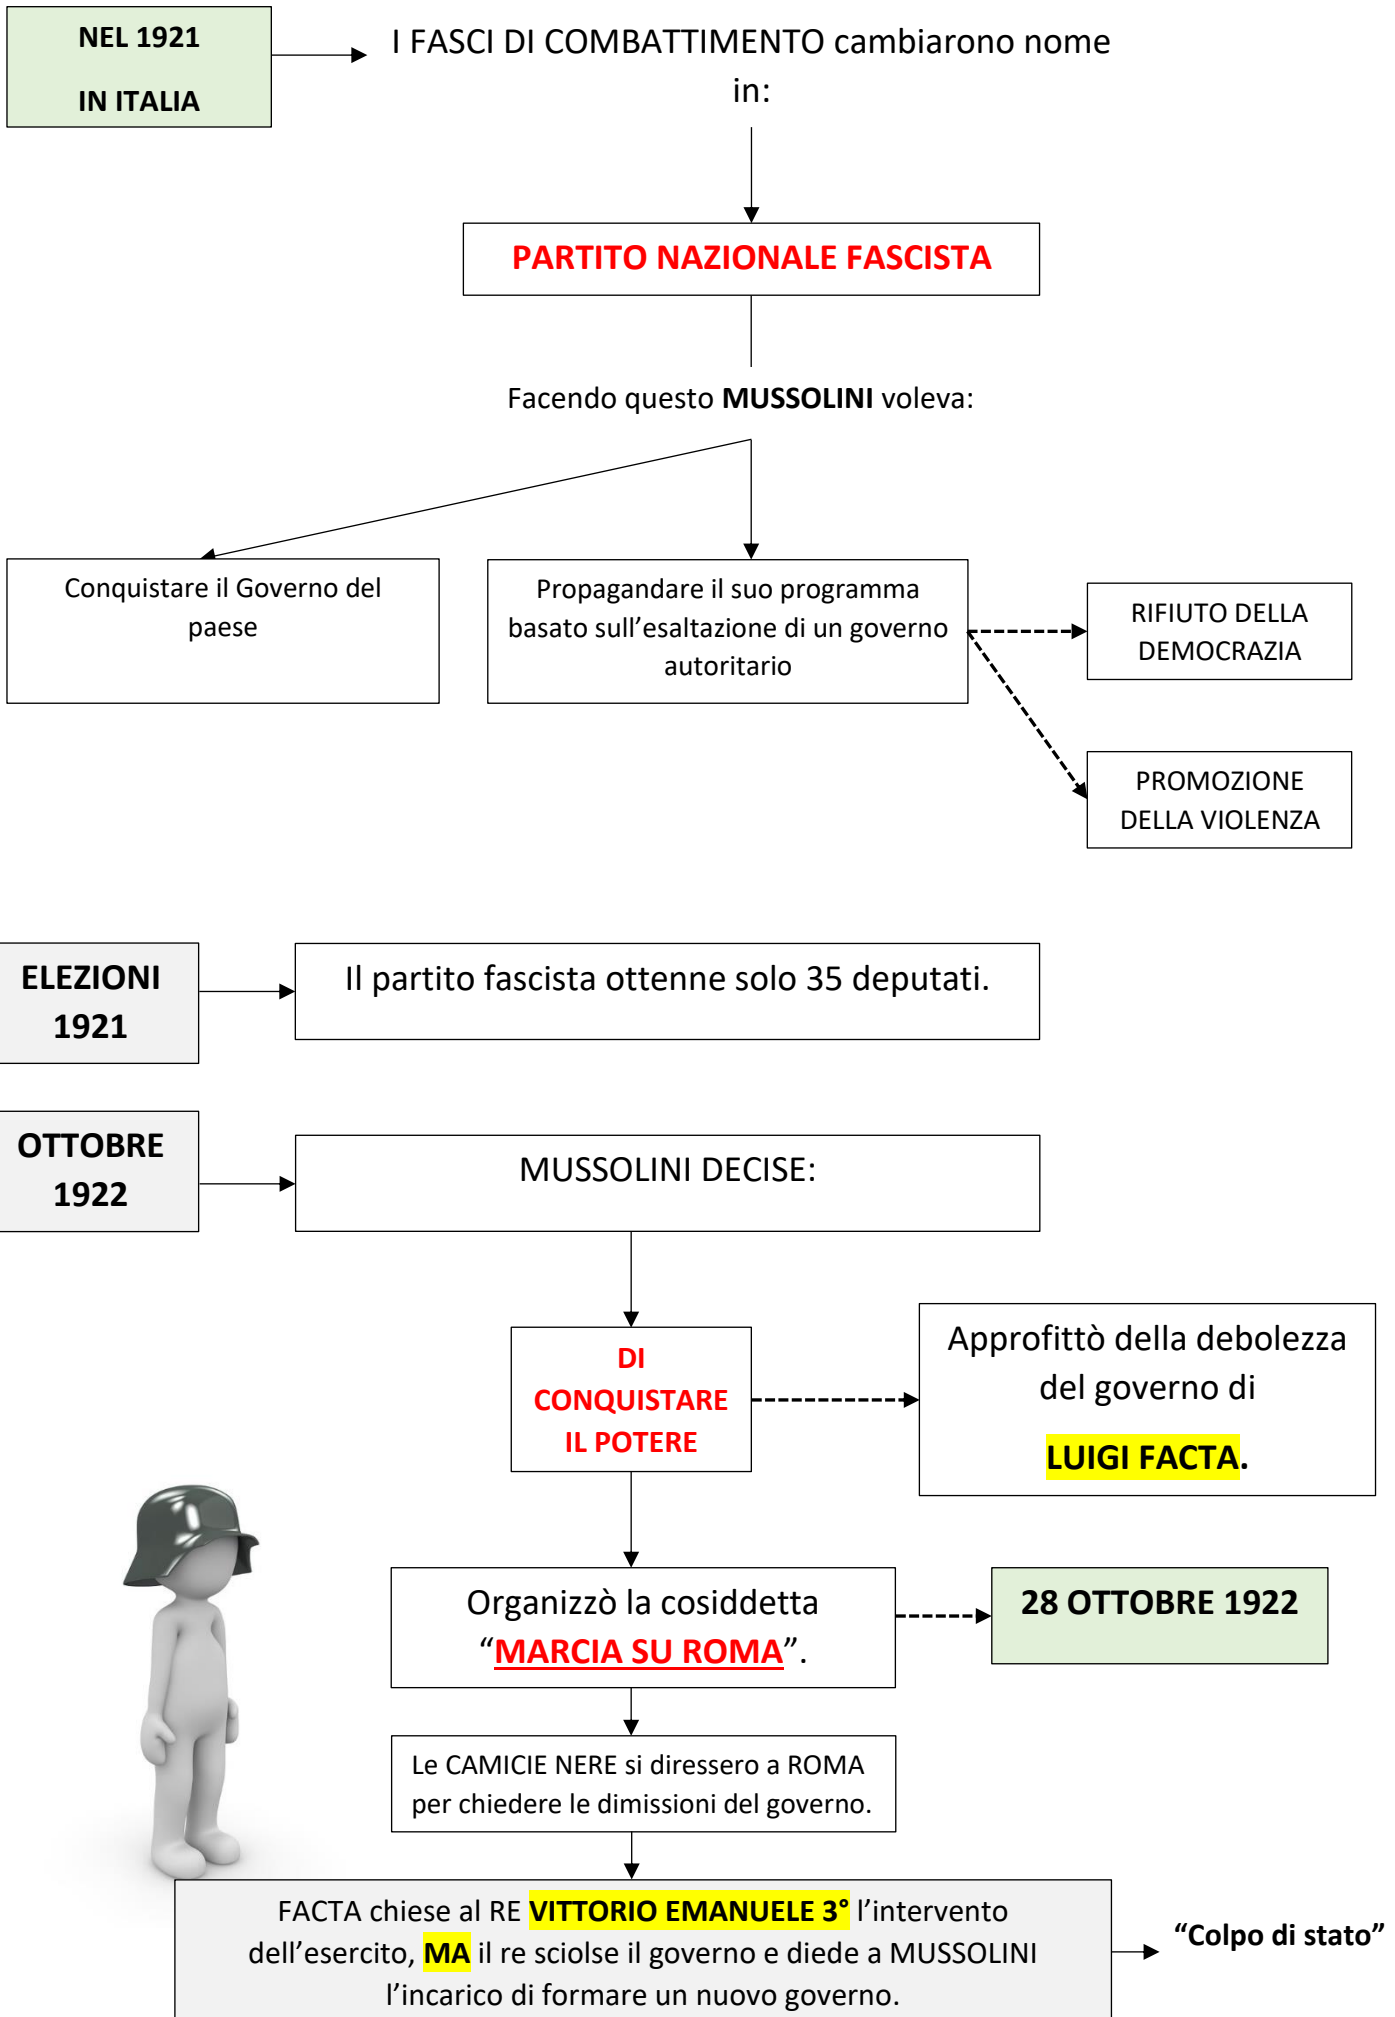 NEL 1921
IN ITALIA
I FASCI DI COMBATTIMENTO cambiarono nome
in:
PARTITO NAZIONALE FASCISTA
Facendo questo MUSSOLINI voleva:
Conquistare il Governo del
paese
Propagandare il suo programma
basato sull’esaltazione di un governo
autoritario
RIFIUTO DELLA
DEMOCRAZIA
PROMOZIONE
DELLA VIOLENZA
ELEZIONI
1921
Il partito fascista ottenne solo 35 deputati.
OTTOBRE
1922
MUSSOLINI DECISE:
DI
CONQUISTARE
IL POTERE
Approfittò della debolezza
del governo di
LUIGI FACTA.
Organizzò la cosiddetta
“MARCIA SU ROMA”.
28 OTTOBRE 1922
Le CAMICIE NERE si diressero a ROMA
per chiedere le dimissioni del governo.
FACTA chiese al RE VITTORIO EMANUELE 3° l’intervento
dell’esercito, MA il re sciolse il governo e diede a MUSSOLINI
l’incarico di formare un nuovo governo.
“Colpo di stato”